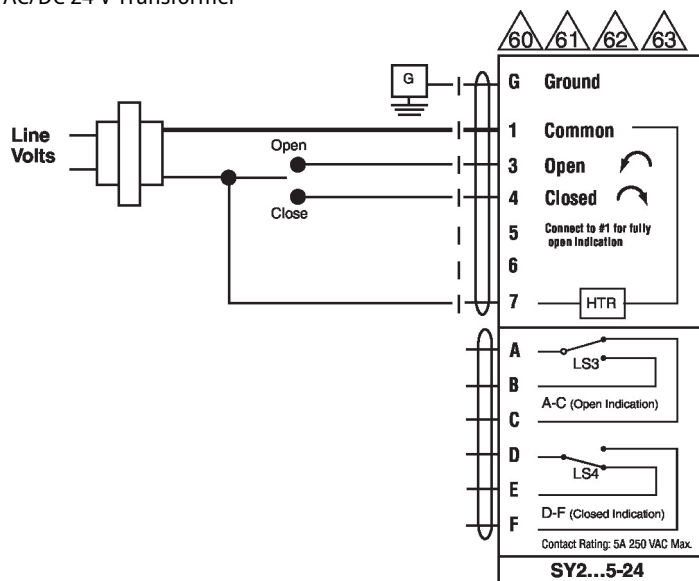 AC/DC 24 V Transformer
60 61 62 63
G
G Ground
Line
Volts
1 Common
Open
3 Open
4 Closed
Close
5 Connect to #1 for fully
open indication
6
7 HTR
A
LS3
B
A-C (Open Indication)
C
D
LS4
E
D-F (Closed Indication)
F
Contact Rating: 5A 250 VAC Max.
SY2...5-24